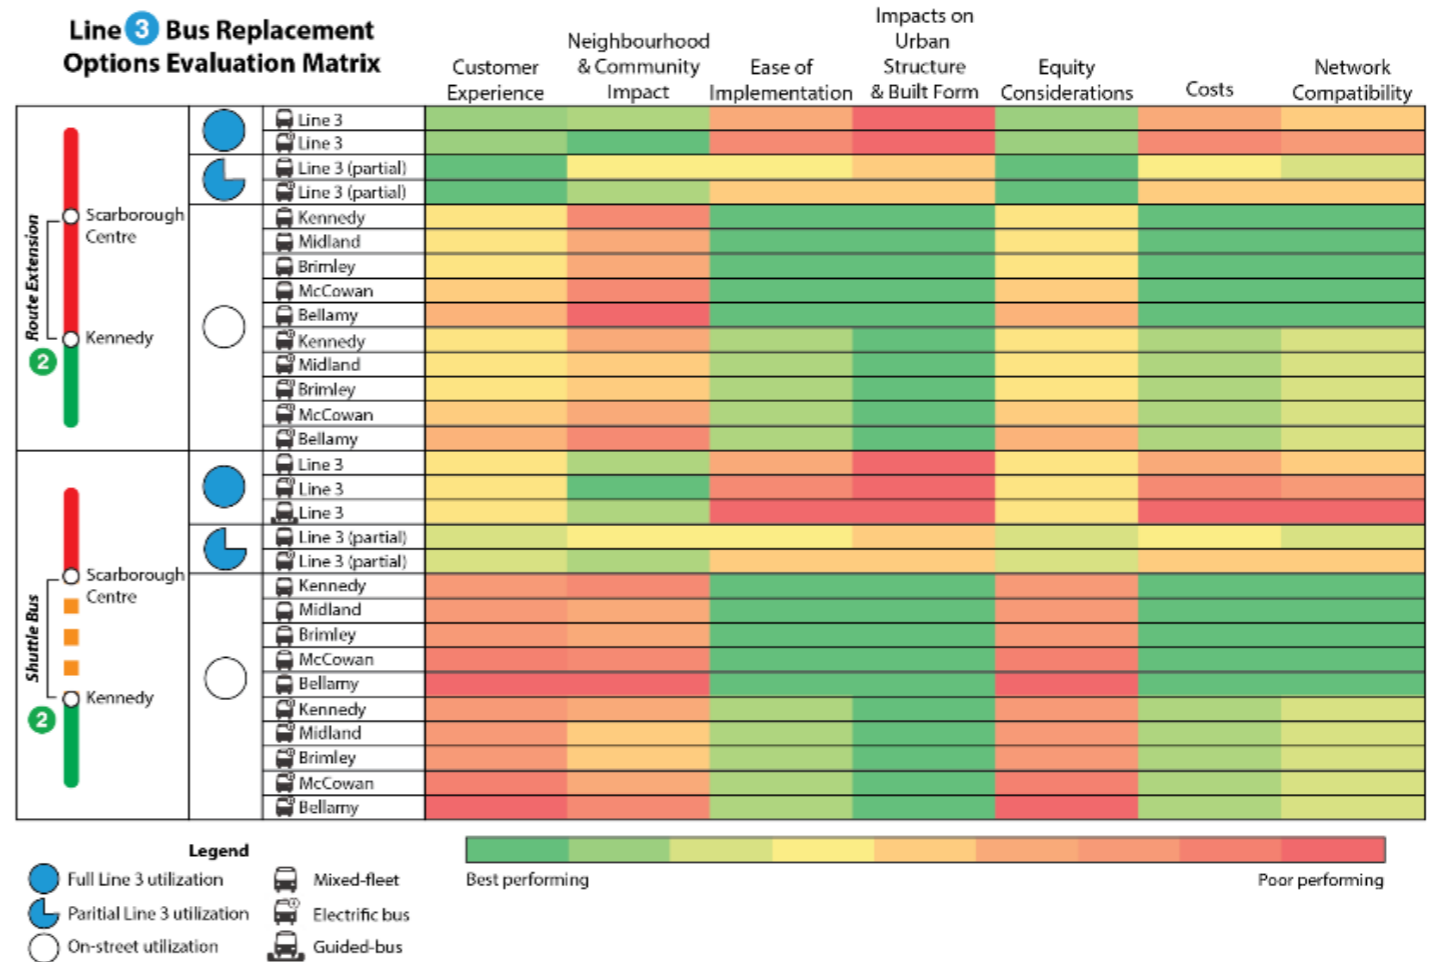 Line 3 Bus Replacement
Options Evaluation Matrix
Customer
Experience
Neighbourhood
& Community
Impact
Ease of
Implementation
Impacts on
Urban
Structure
& Built Form
Equity
Considerations
Costs
Network
Compatibility
Route Extension
Scarborough
Centre
Kennedy
2
Line 3
Line 3
Line 3 (partial)
Line 3 (partial)
Kennedy
Midland
Brimley
McCowan
Bellamy
Kennedy
Midland
Brimley
McCowan
Bellamy
Shuttle Bus
Scarborough
Centre
Kennedy
2
Line 3
Line 3
Line 3
Line 3 (partial)
Line 3 (partial)
Kennedy
Midland
Brimley
McCowan
Bellamy
Kennedy
Midland
Brimley
McCowan
Bellamy
Legend
Full Line 3 utilization
Paritial Line 3 utilization
On-street utilization
Mixed-fleet
Electrific bus
Guided-bus
Best performing
Poor performing